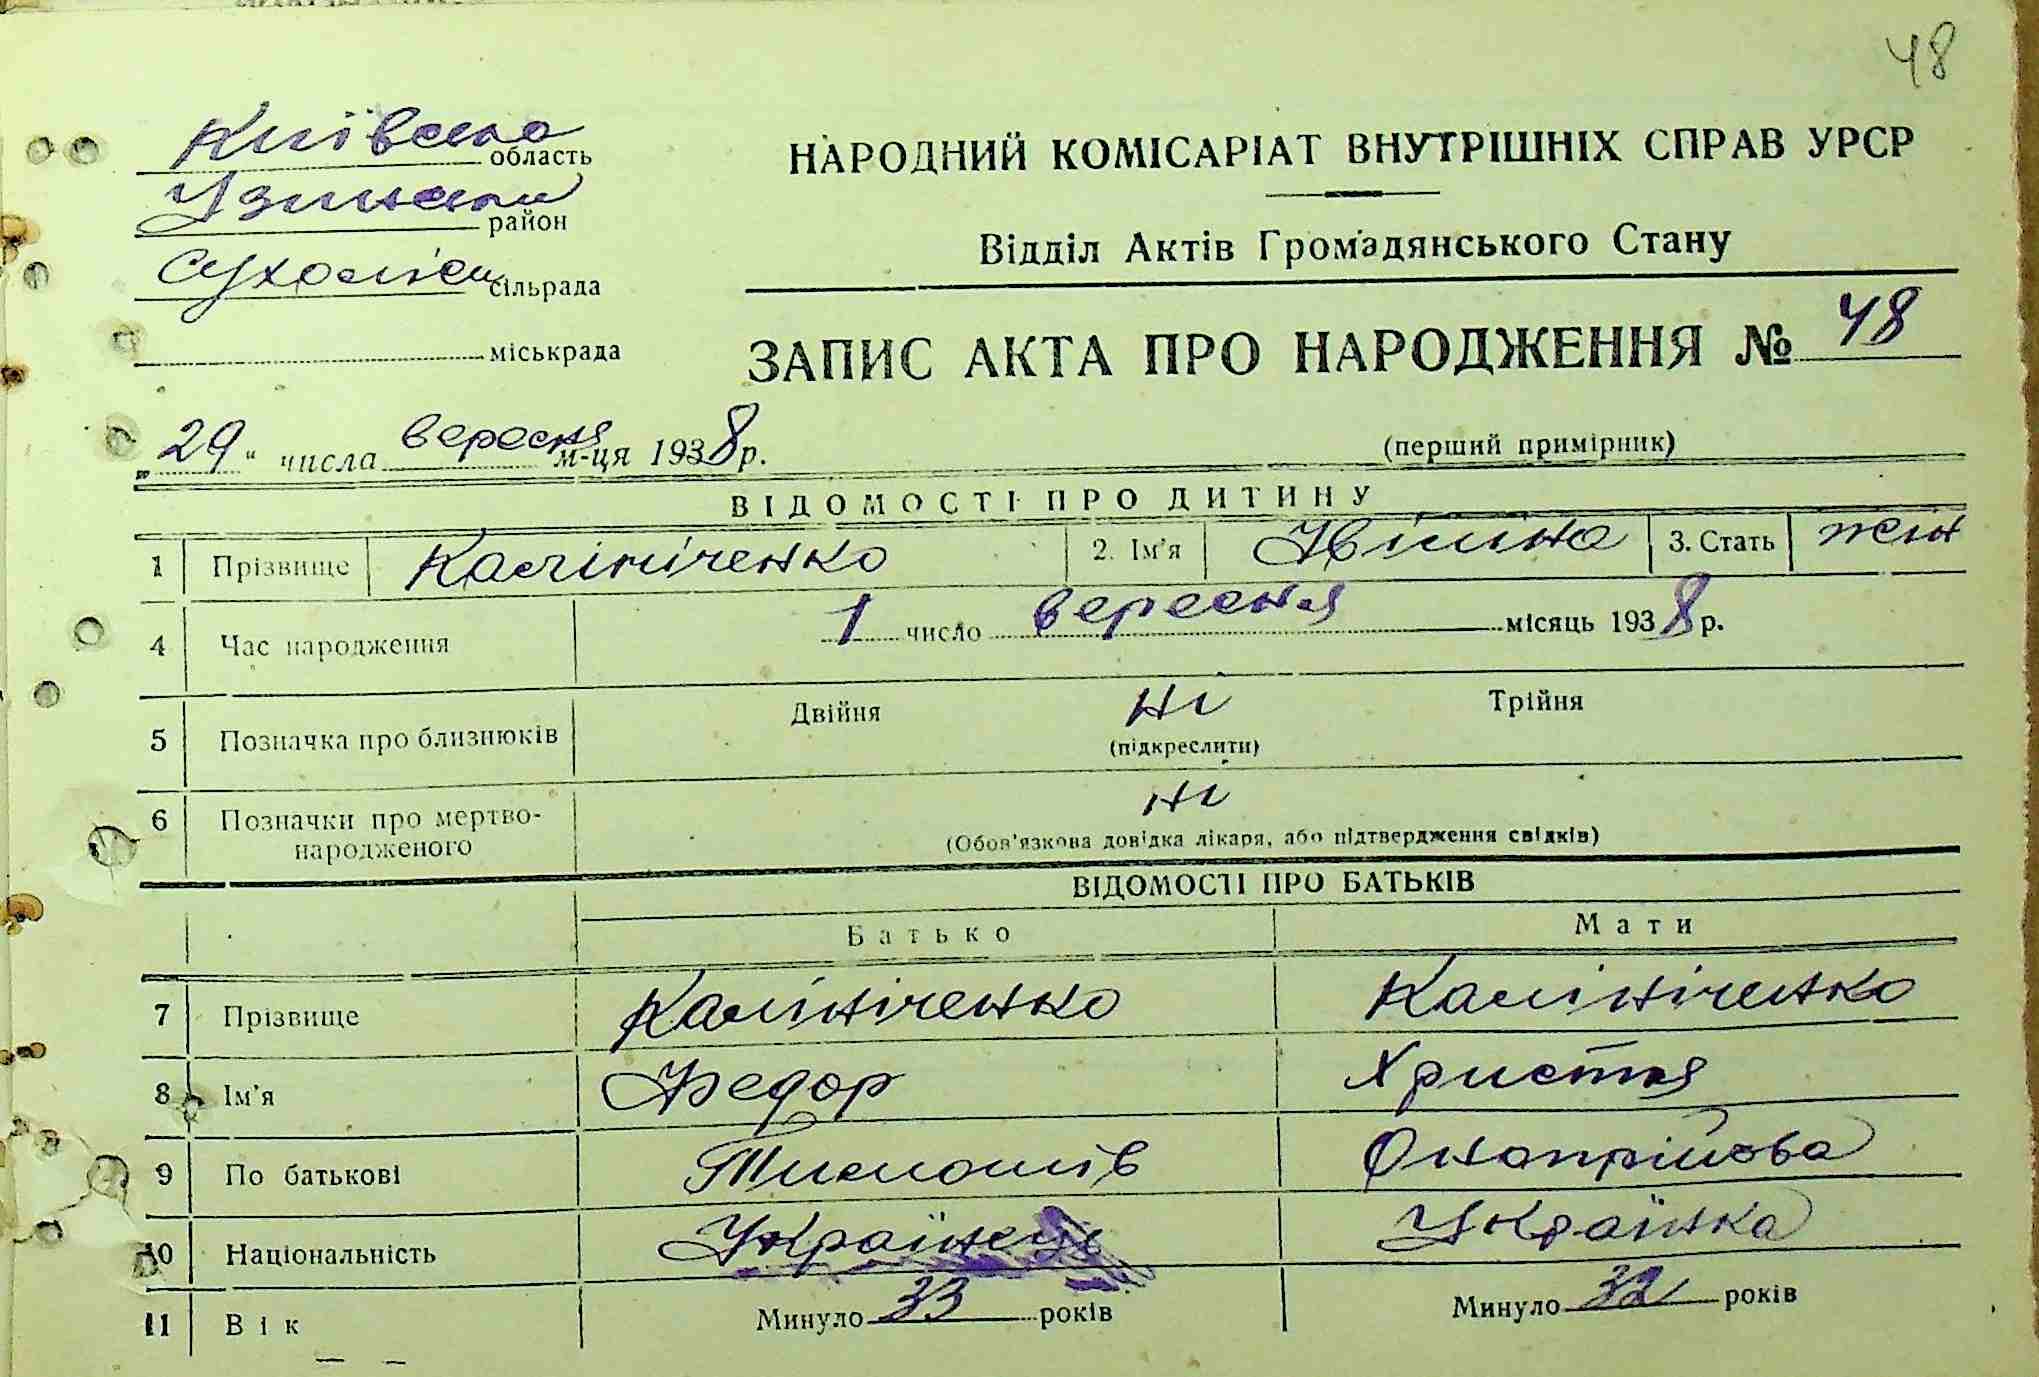 48
Київська область
Узинський район
Сухоліс сільрада
міськрада
НАРОДНИЙ КОМІСАРІАТ ВНУТРІШНІХ СПРАВ УРСР
Відділ Актів Громадянського Стану
ЗАПИС АКТА ПРО НАРОДЖЕННЯ № 48
„29" числа вересня м-ця 1938 р.
(перший примірник)
ВІДОМОСТІ ПРО ДИТИНУ
1 Прізвище Калініченко 2. Ім'я 3. Стать жін
4 Час народження 1 число вересня місяць 1938 р.
5 Позначка про близнюків Двійня ні Трійня
(підкреслити)
6 Позначки про мертво-
народженого ні
(Обов'язкова довідка лікаря, або підтвердження свідків)
ВІДОМОСТІ ПРО БАТЬКІВ
Батько Мати
7 Прізвище Калініченко Калініченко
8 Ім'я Федор Христя
9 По батькові Тимошів Онопрійова
10 Національність Українець Українка
11 Вік Минуло 33 років Минуло 32 років